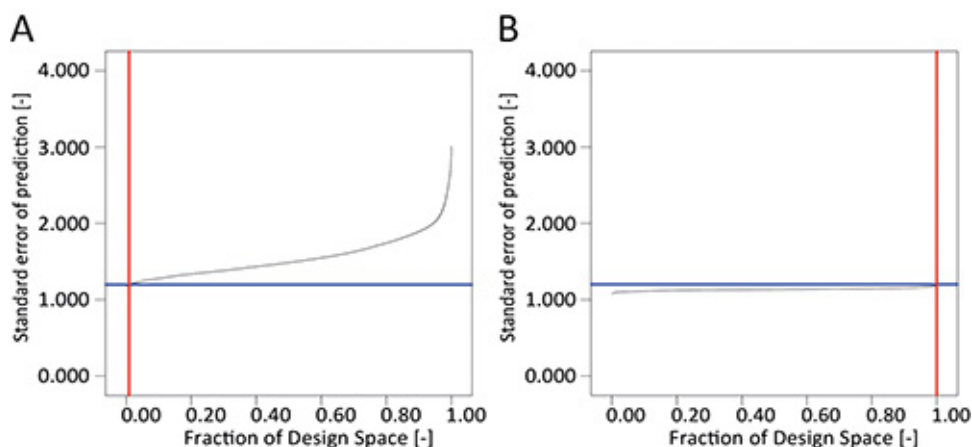 A
Standard error of prediction [-]
4.000
3.000
2.000
1.000
0.000
0.00 0.20 0.40 0.60 0.80 1.00
Fraction of Design Space [-]
B
Standard error of prediction [-]
4.000
3.000
2.000
1.000
0.000
0.00 0.20 0.40 0.60 0.80 1.00
Fraction of Design Space [-]